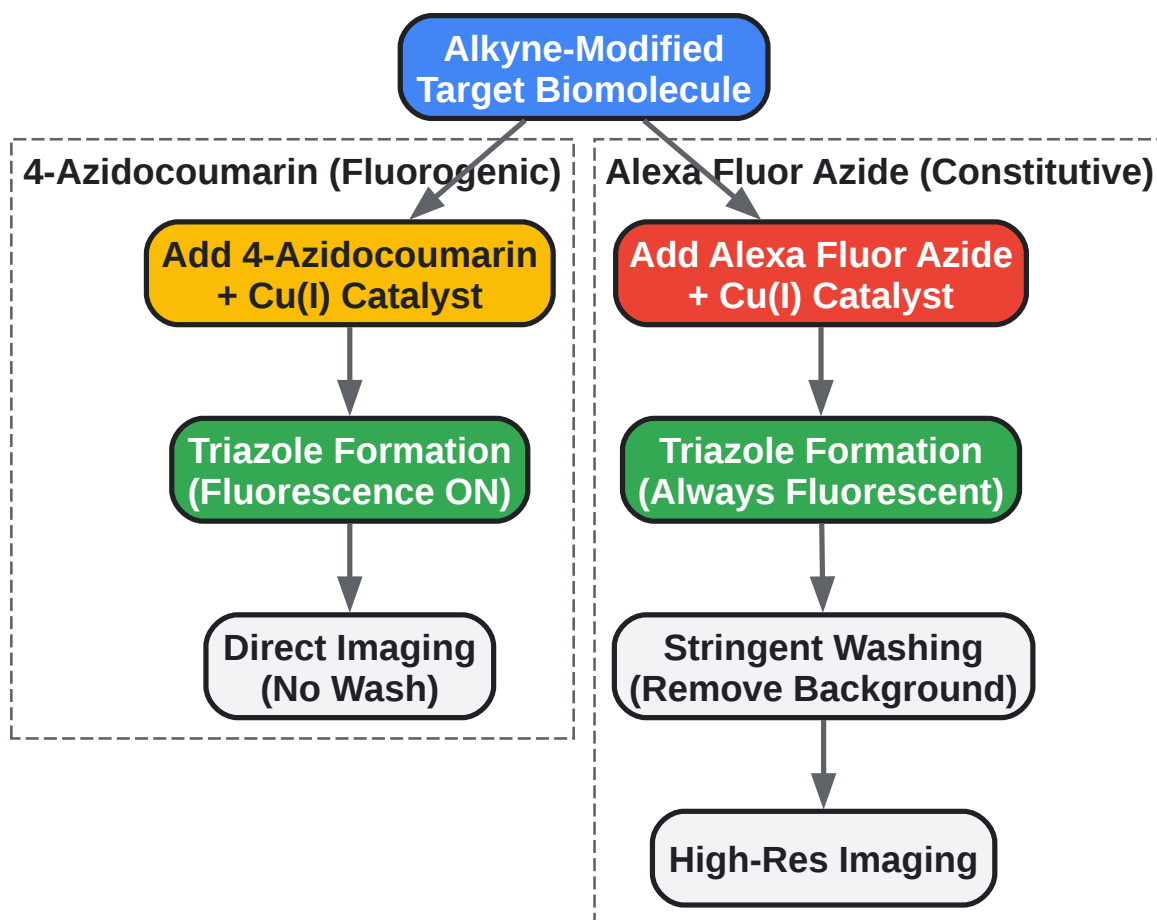 Alkyne-Modified
Target Biomolecule
4-Azidocoumarin (Fluorogenic)
Add 4-Azidocoumarin
+ Cu(I) Catalyst
Triazole Formation
(Fluorescence ON)
Direct Imaging
(No Wash)
Alexa Fluor Azide (Constitutive)
Add Alexa Fluor Azide
+ Cu(I) Catalyst
Triazole Formation
(Always Fluorescent)
Stringent Washing
(Remove Background)
High-Res Imaging